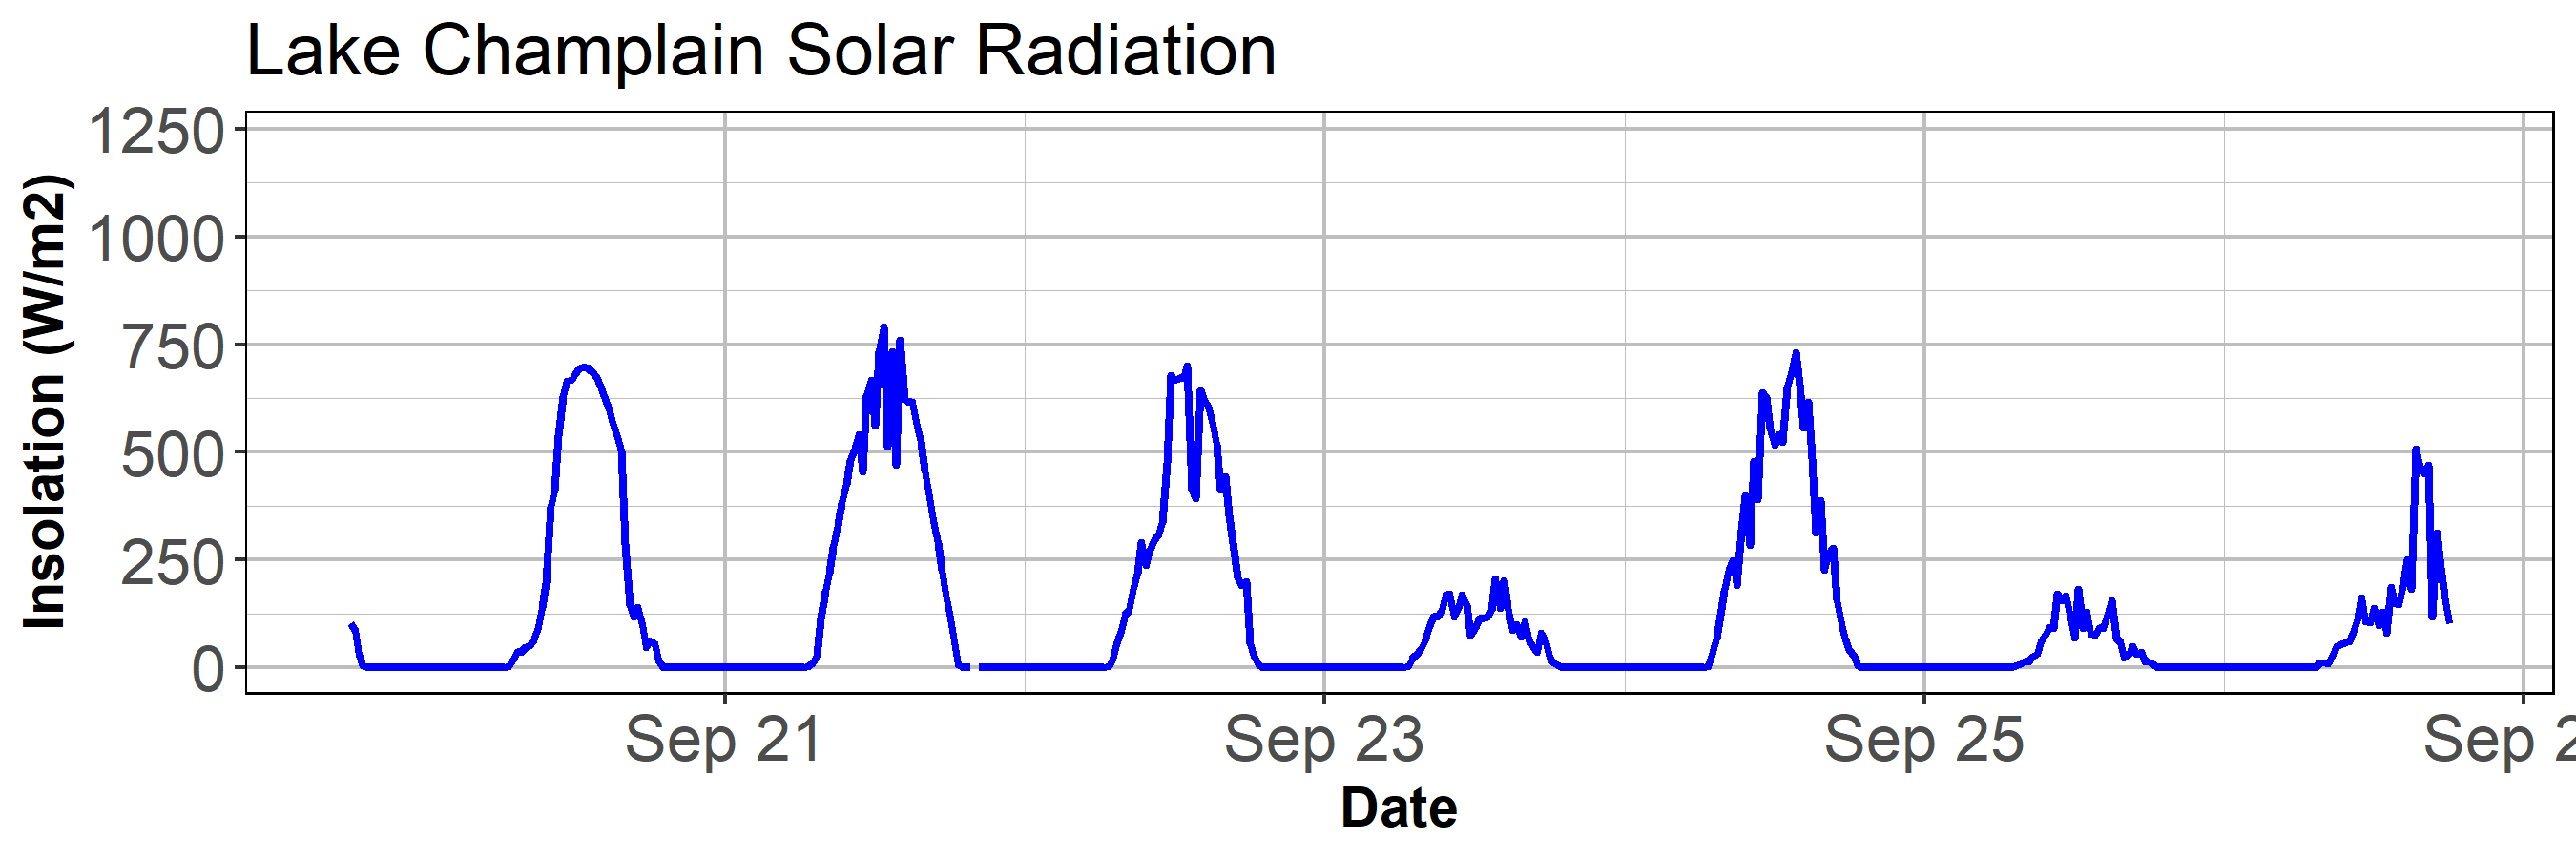 Lake Champlain Solar Radiation
1250
1000
750
500
250
0
Insolation (W/m2)
Sep 21
Sep 23
Sep 25
Sep
Date